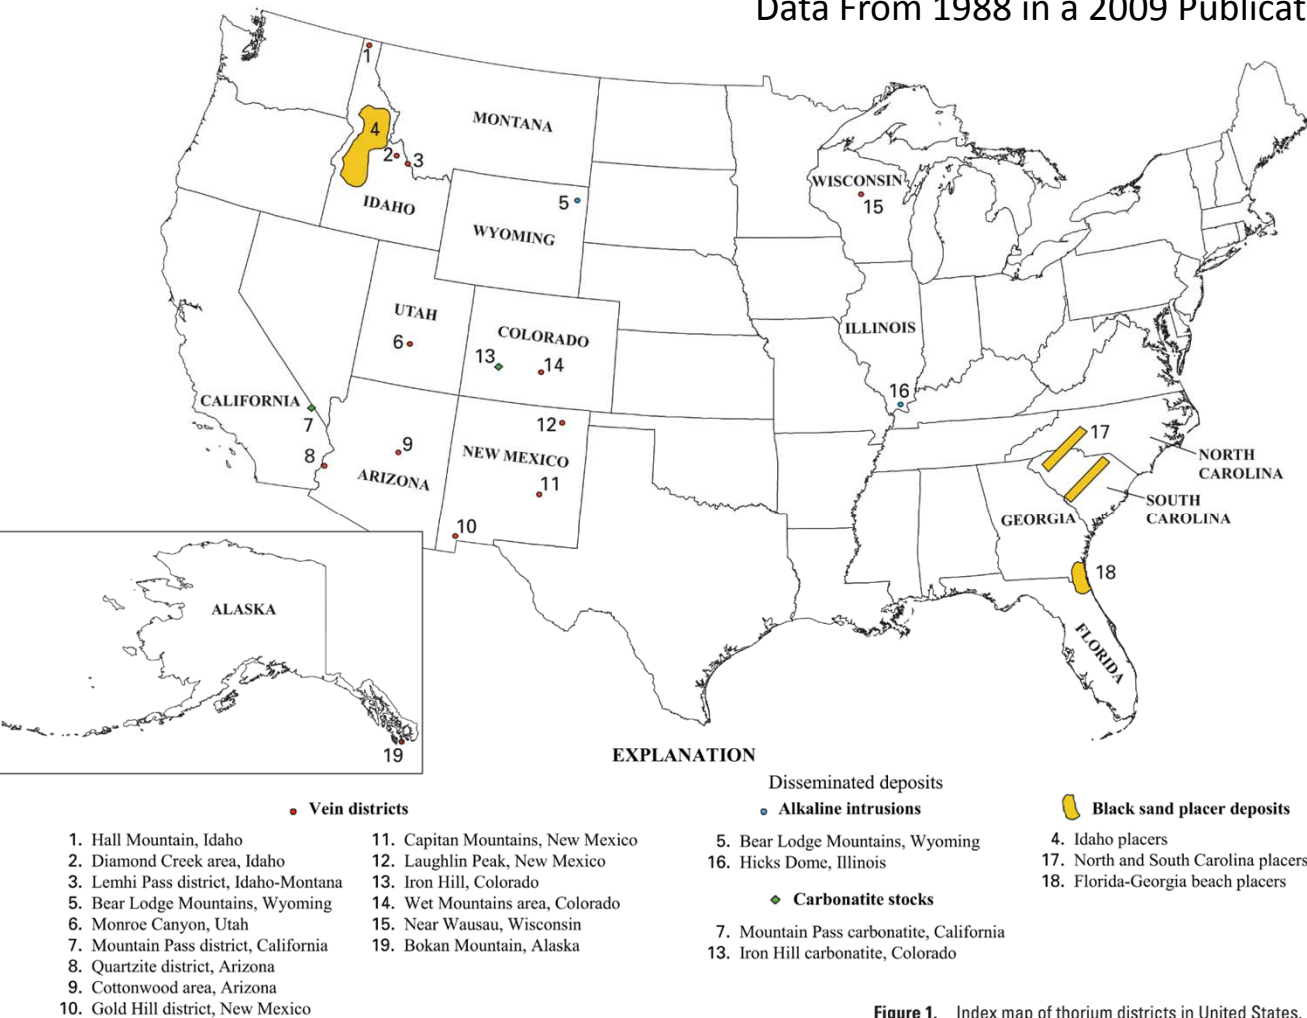 Data From 1988 in a 2009 Publicat
1
MONTANA
4
2
3
IDAHO
5
WYOMING
WISCONSIN
15
UTAH
6
COLORADO
13
14
ILLINOIS
16
CALIFORNIA
7
8
9
ARIZONA
12
NEW MEXICO
11
10
17
NORTH
CAROLINA
SOUTH
CAROLINA
GEORGIA
18
FLORIDA
ALASKA
19
EXPLANATION
Vein districts
1. Hall Mountain, Idaho
2. Diamond Creek area, Idaho
3. Lemhi Pass district, Idaho-Montana
5. Bear Lodge Mountains, Wyoming
6. Monroe Canyon, Utah
7. Mountain Pass district, California
8. Quartzite district, Arizona
9. Cottonwood area, Arizona
10. Gold Hill district, New Mexico
11. Capitan Mountains, New Mexico
12. Laughlin Peak, New Mexico
13. Iron Hill, Colorado
14. Wet Mountains area, Colorado
15. Near Wausau, Wisconsin
19. Bokan Mountain, Alaska
Disseminated deposits
Alkaline intrusions
5. Bear Lodge Mountains, Wyoming
16. Hicks Dome, Illinois
Carbonatite stocks
7. Mountain Pass carbonatite, California
13. Iron Hill carbonatite, Colorado
Black sand placer deposits
4. Idaho placers
17. North and South Carolina placers
18. Florida-Georgia beach placers
Figure 1. Index map of thorium districts in United States.